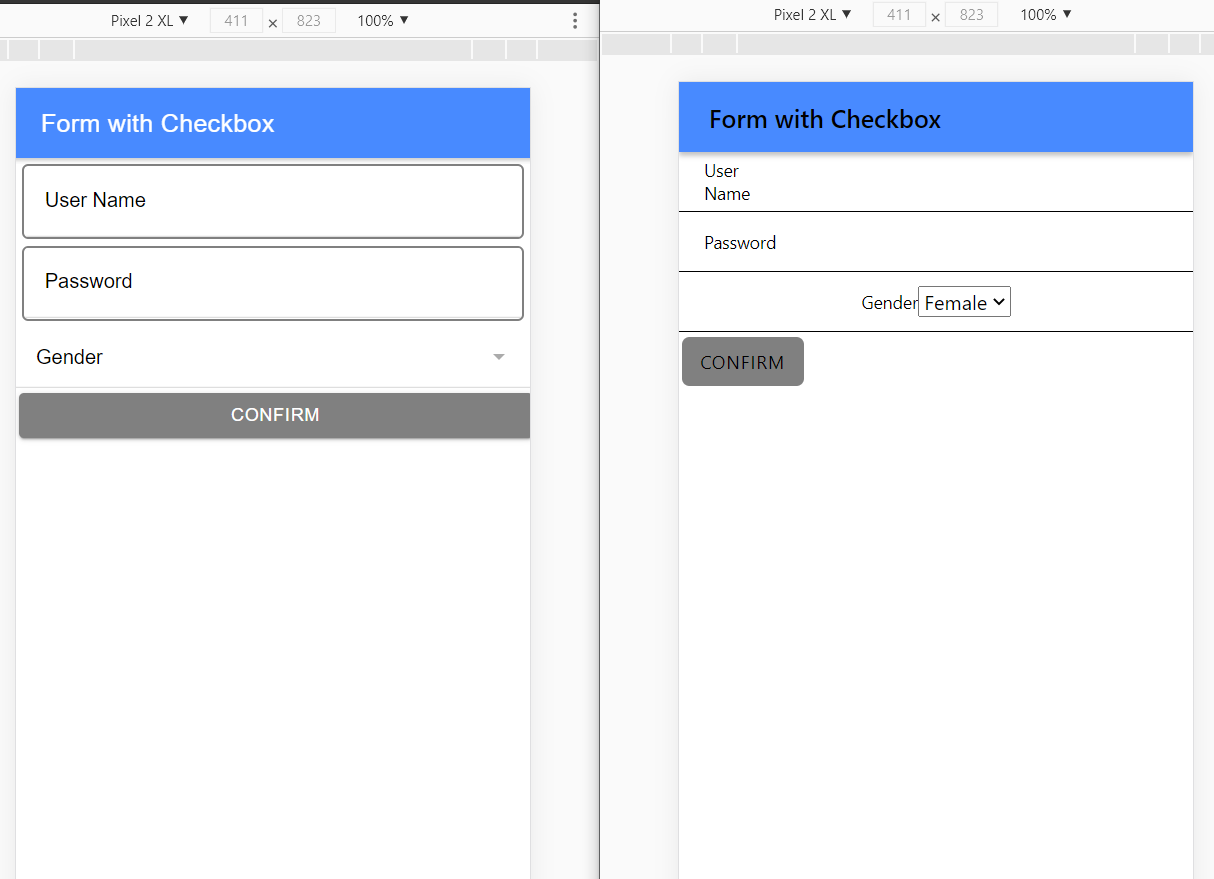 Pixel 2 XL ▼ 411 × 823 100% ▼
Form with Checkbox
User Name
Password
Gender
CONFIRM
Pixel 2 XL ▼ 411 × 823 100% ▼
Form with Checkbox
User
Name
Password
Gender Female
CONFIRM